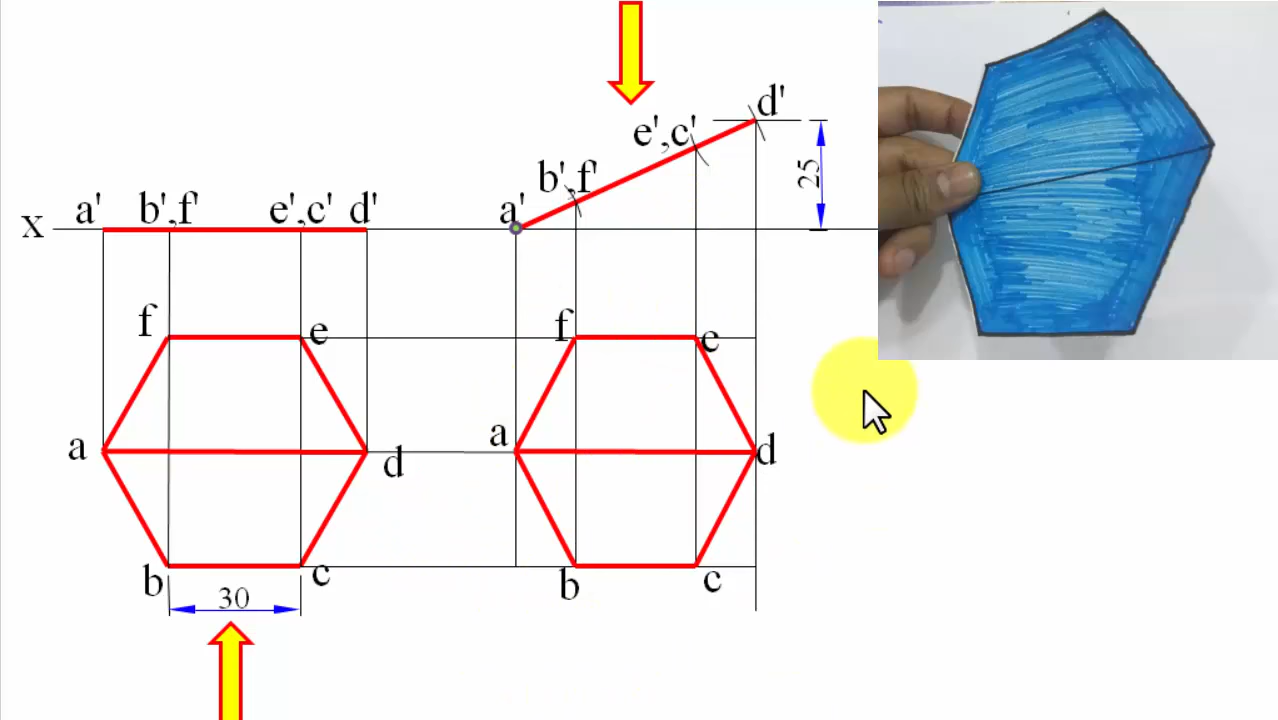 d'
e',c'
b',f'
25
X a' b',f' e',c' d' a'
f e f e
a d a d
b c b c
30